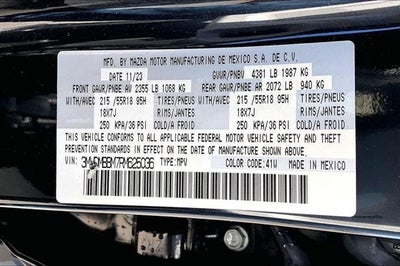 MFD. BY MAZDA MOTOR MANUFACTURING DE MEXICO S.A. DE C.V.
DATE 11/23 GVWR/PNBV 4381 LB 1987 KG
FRONT GAWR/PNBE AV 2355 LB 1068 KG REAR GAWR/PNBE AR 2072 LB 940 KG
WITH/AVEC 215 /55R18 95H TIRES/PNEUS WITH/AVEC 215 /55R18 95H TIRES/PNEUS
18X7J RIMS/JANTES 18X7J RIMS/JANTES
250 KPA/36 PSI COLD/A FROID 250 KPA/36 PSI COLD/A FROID
THIS VEHICLE CONFORMS TO ALL APPLICABLE FEDERAL MOTOR VEHICLE SAFETY, BUMPER AND THEFT
PREVENTION STANDARDS IN EFFECT ON THE DATE OF MANUFACTURE SHOWN ABOVE.
VIN: TYPE: MPV COLOR CODE: 41W MADE IN MEXICO